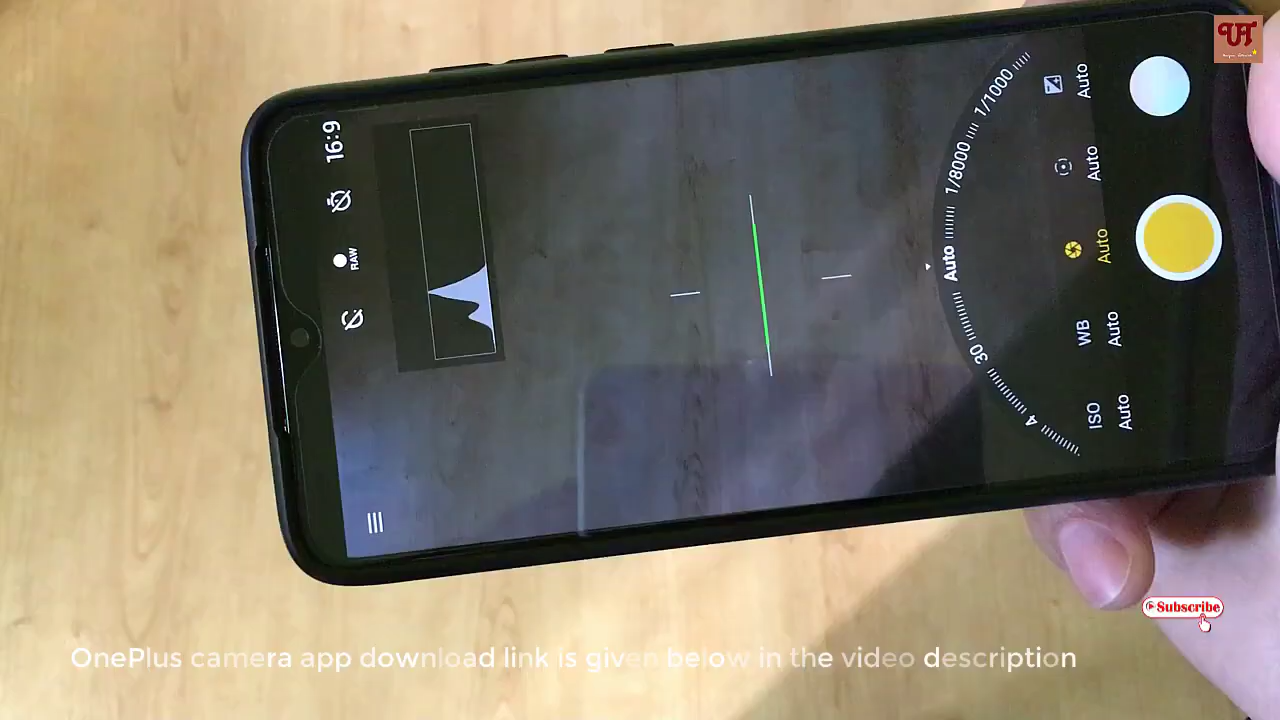 UT
16:9
RAW
1/1000
1/8000
Auto
30
4
Auto
Auto
Auto
WB
Auto
ISO
Auto
Subscribe
OnePlus camera app download link is given below in the video description